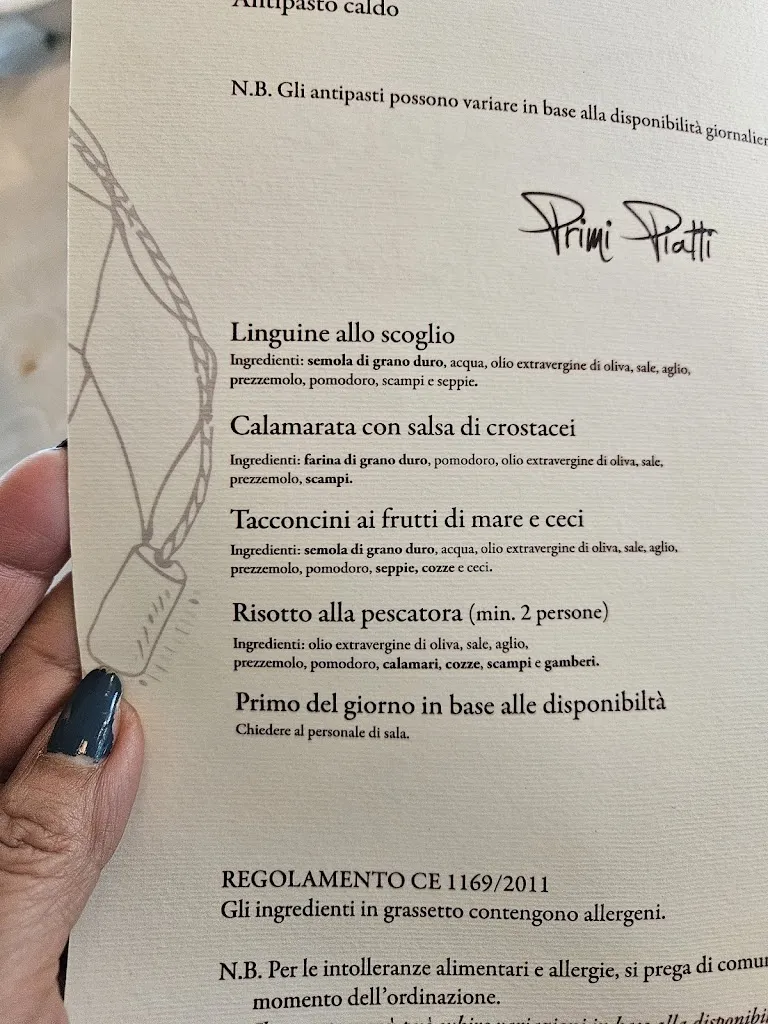 Antipasto caldo
N.B. Gli antipasti possono variare in base alla disponibilità
Primi Piatti
Linguine allo scoglio
Ingredienti: semola di grano duro, acqua, olio extravergine di oliva, sale, aglio,
prezzemolo, pomodoro, scampi e seppie.
Calamarata con salsa di crostacei
Ingredienti: farina di grano duro, pomodoro, olio extravergine di oliva, sale,
prezzemolo, scampi.
Tacconcini ai frutti di mare e ceci
Ingredienti: semola di grano duro, acqua, olio extravergine di oliva, sale, aglio,
prezzemolo, pomodoro, seppie, cozze e ceci.
Risotto alla pescatora (min. 2 persone)
Ingredienti: olio extravergine di oliva, sale, aglio,
prezzemolo, pomodoro, calamari, cozze, scampi e gamberi.
Primo del giorno in base alle disponibiltà
Chiedere al personale di sala.
REGOLAMENTO CE 1169/2011
Gli ingredienti in grassetto contengono allergeni.
N.B. Per le intolleranze alimentari e allergie, si prega di
momento dell'ordinazione.